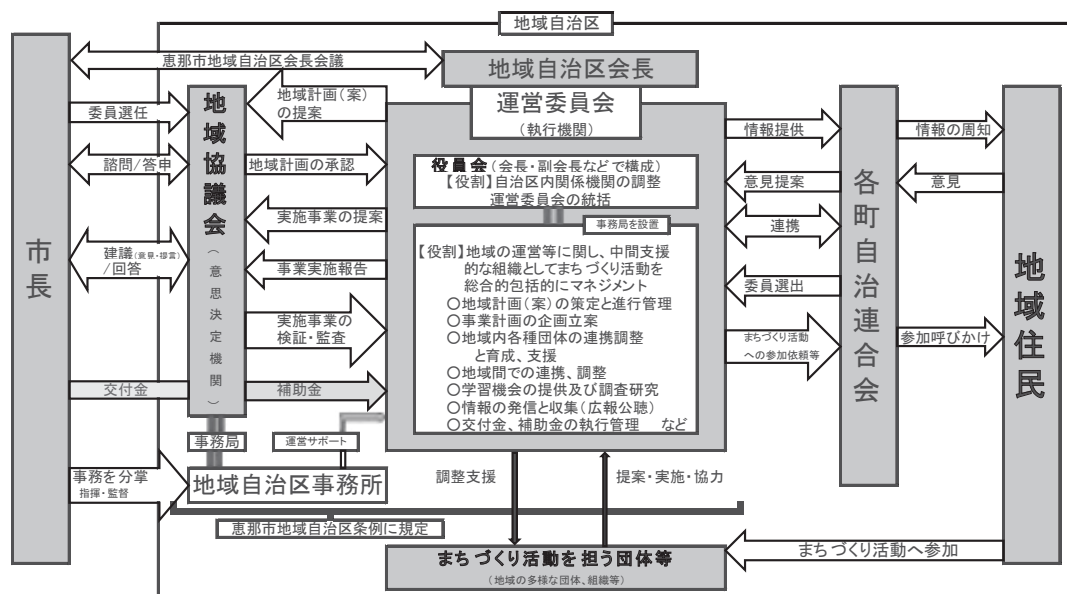 地域自治区
恵那市地域自治区会長会議
地域自治区会長
運営委員会
(執行機関)
市長
委員選任
諮問/答申
建議(意見・提言)
/回答
交付金
事務を分掌
指揮・監督
地域協議会
(意思決定機関)
地域計画(案)
の提案
地域計画の承認
実施事業の提案
事業実施報告
実施事業の
検証・監査
補助金
事務局
運営サポート
地域自治区事務所
恵那市地域自治区条例に規定
役員会(会長・副会長などで構成)
【役割】自治区内関係機関の調整
運営委員会の統括
事務局を設置
【役割】地域の運営等に関し、中間支援
的な組織としてまちづくり活動を
総合的包括的にマネジメント
○地域計画(案)の策定と進行管理
○事業計画の企画立案
○地域内各種団体の連携調整
と育成、支援
○地域間での連携、調整
○学習機会の提供及び調査研究
○情報の発信と収集(広報公聴)
○交付金、補助金の執行管理 など
調整支援
提案・実施・協力
まちづくり活動を担う団体等
(地域の多様な団体、組織等)
情報提供
意見提案
連携
委員選出
まちづくり活動
への参加依頼等
各町自治連合会
情報の周知
意見
参加呼びかけ
まちづくり活動へ参加
地域住民